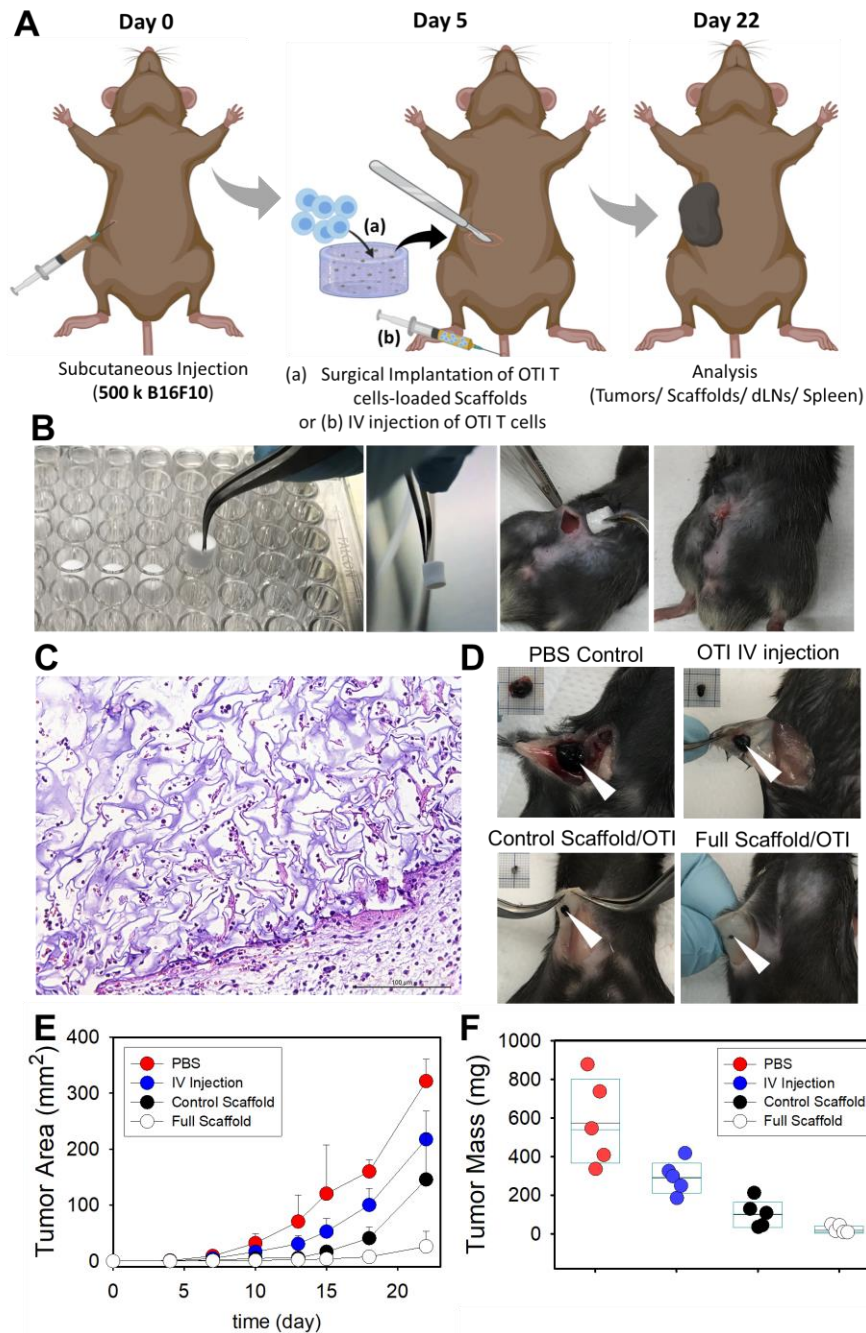 A
Day 0
Day 5
Day 22
(a)
(b)
Subcutaneous Injection
(500 k B16F10)
(a) Surgical Implantation of OTI T
cells-loaded Scaffolds
or (b) IV injection of OTI T cells
Analysis
(Tumors/ Scaffolds/ dLNs/ Spleen)
B
C
100 µm
D
PBS Control
OTI IV injection
Control Scaffold/OTI
Full Scaffold/OTI
E
Tumor Area (mm²)
400
300
200
100
0
PBS
IV Injection
Control Scaffold
Full Scaffold
0 5 10 15 20
time (day)
F
Tumor Mass (mg)
1000
800
600
400
200
0
PBS
IV Injection
Control Scaffold
Full Scaffold